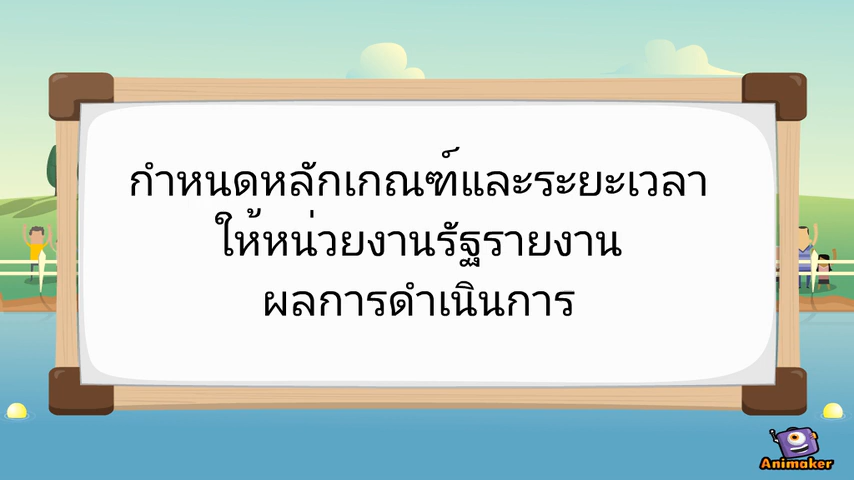 กำหนดหลักเกณฑ์และระยะเวลา
ให้หน่วยงานรัฐรายงาน
ผลการดำเนินการ
Animaker